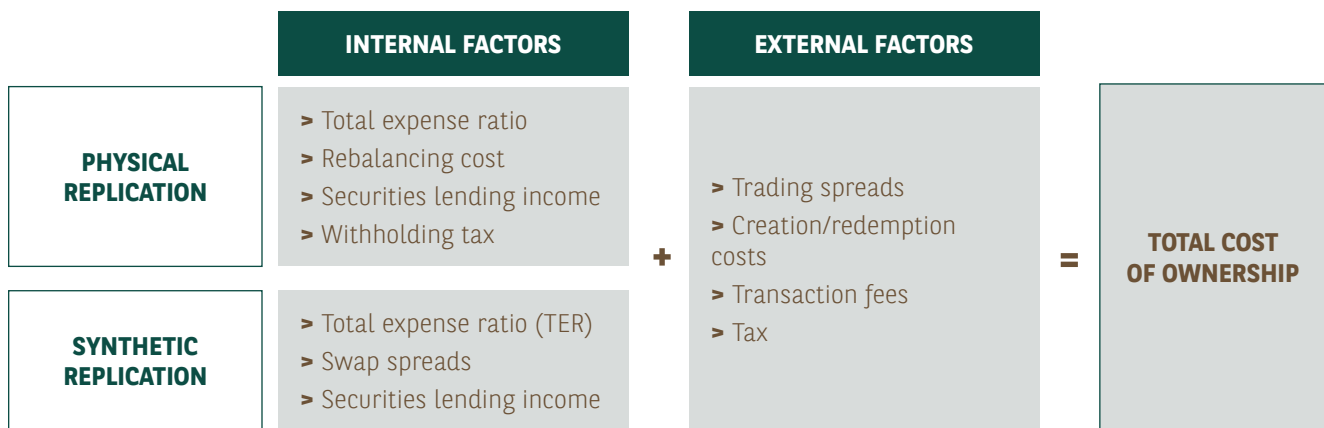 INTERNAL FACTORS
EXTERNAL FACTORS
PHYSICAL
REPLICATION
> Total expense ratio
> Rebalancing cost
> Securities lending income
> Withholding tax
SYNTHETIC
REPLICATION
> Total expense ratio (TER)
> Swap spreads
> Securities lending income
+
> Trading spreads
> Creation/redemption
costs
> Transaction fees
> Tax
=
TOTAL COST
OF OWNERSHIP